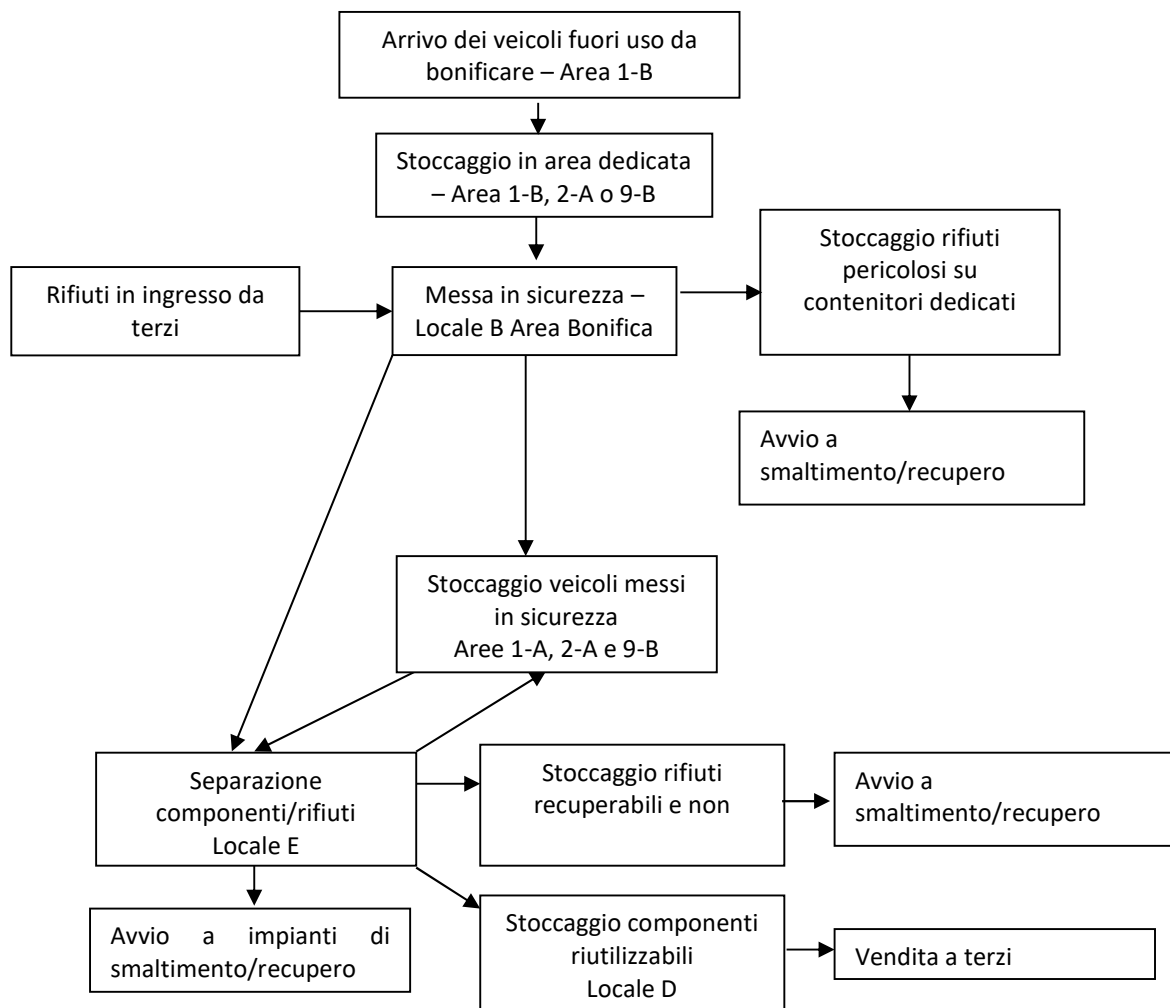 Arrivo dei veicoli fuori uso da
bonificare – Area 1-B
Stoccaggio in area dedicata
– Area 1-B, 2-A o 9-B
Stoccaggio rifiuti
pericolosi su
contenitori dedicati
Rifiuti in ingresso da
terzi
Messa in sicurezza –
Locale B Area Bonifica
Avvio a
smaltimento/recupero
Stoccaggio veicoli messi
in sicurezza
Aree 1-A, 2-A e 9-B
Separazione
componenti/rifiuti
Locale E
Stoccaggio rifiuti
recuperabili e non
Avvio a
smaltimento/recupero
Avvio a impianti di
smaltimento/recupero
Stoccaggio componenti
riutilizzabili
Locale D
Vendita a terzi